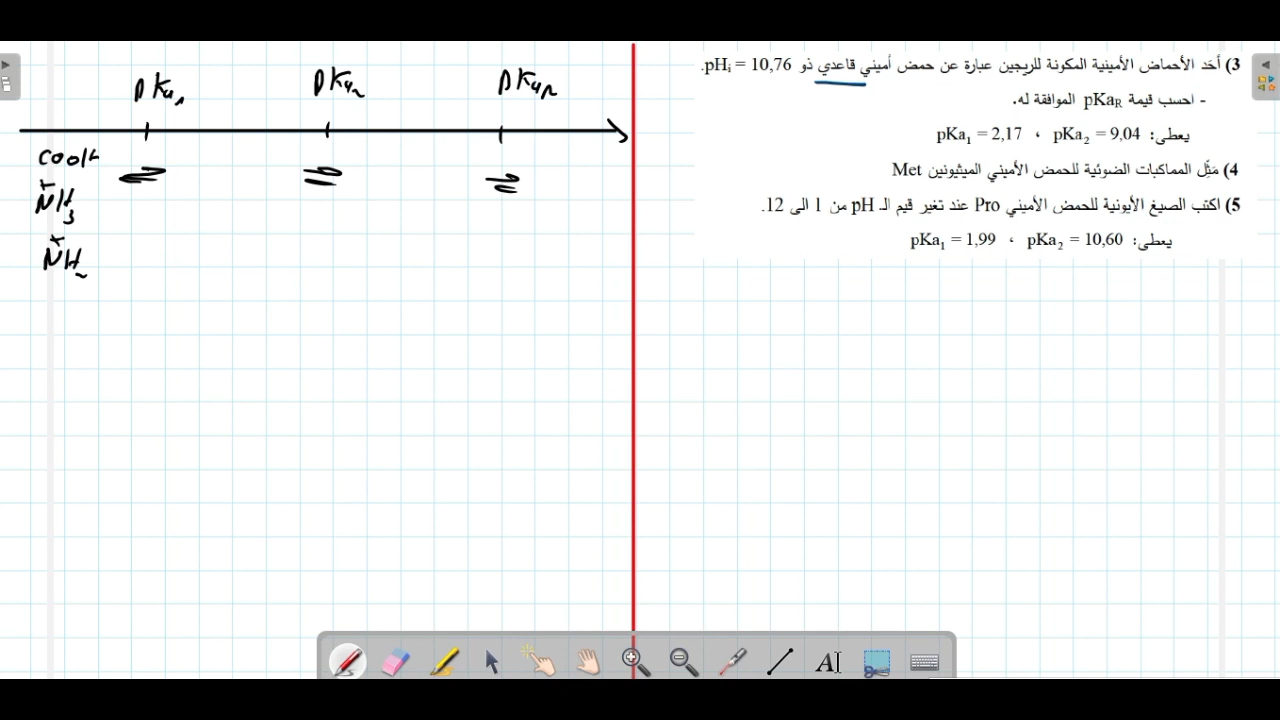 3) أحَد الأحماض الأمينية المكونة للريجين عبارة عن حمض أميني قاعدي ذو pHi = 10,76.
- احسب قيمة pKaR الموافقة له.
يعطى: pKa1 = 2,17 ، pKa2 = 9,04
4) مَثِّل الماكبات الضوئية للحمض الأميني الميثيونين Met
5) اكتب الصيغ الأيونية للحمض الأميني Pro عند تغير قيم الـ pH من 1 الى 12.
يعطى: pKa1 = 1,99 ، pKa2 = 10,60
pKa1 pKa2 pKaR
COOH
NH3+
NH2+
AI